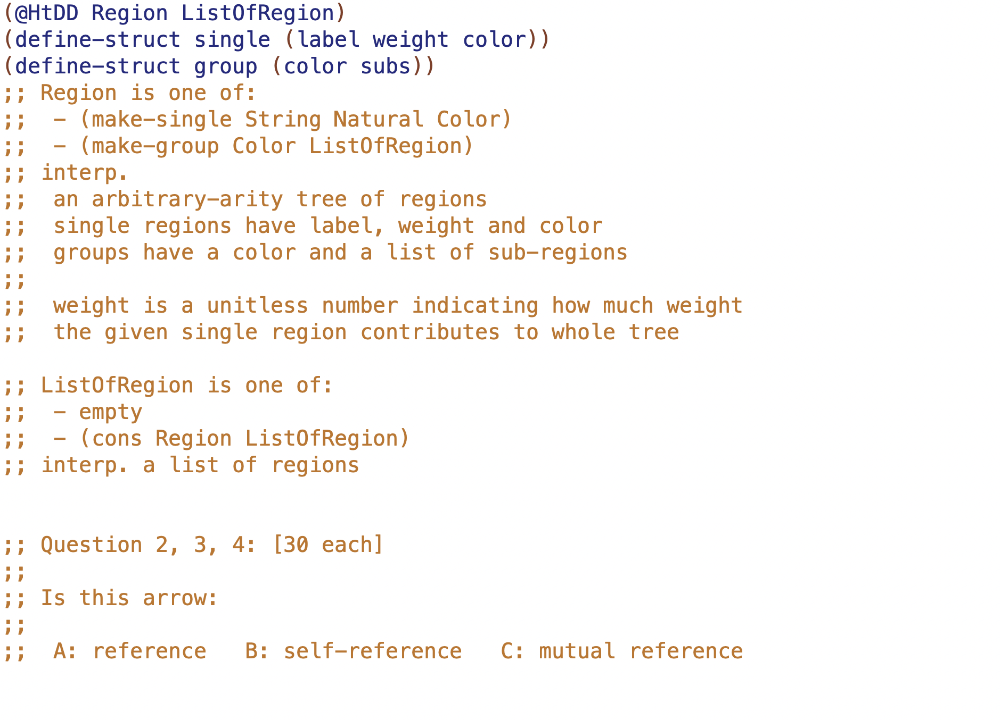 (@HtDD Region ListOfRegion)
(define-struct single (label weight color))
(define-struct group (color subs))
;; Region is one of:
;;  - (make-single String Natural Color)
;;  - (make-group Color ListOfRegion)
;; interp.
;;  an arbitrary-arity tree of regions
;;  single regions have label, weight and color
;;  groups have a color and a list of sub-regions
;;
;;  weight is a unitless number indicating how much weight
;;  the given single region contributes to whole tree
;; ListOfRegion is one of:
;;  - empty
;;  - (cons Region ListOfRegion)
;; interp. a list of regions
;; Question 2, 3, 4: [30 each]
;;
;; Is this arrow:
;;
;;  A: reference   B: self-reference   C: mutual reference